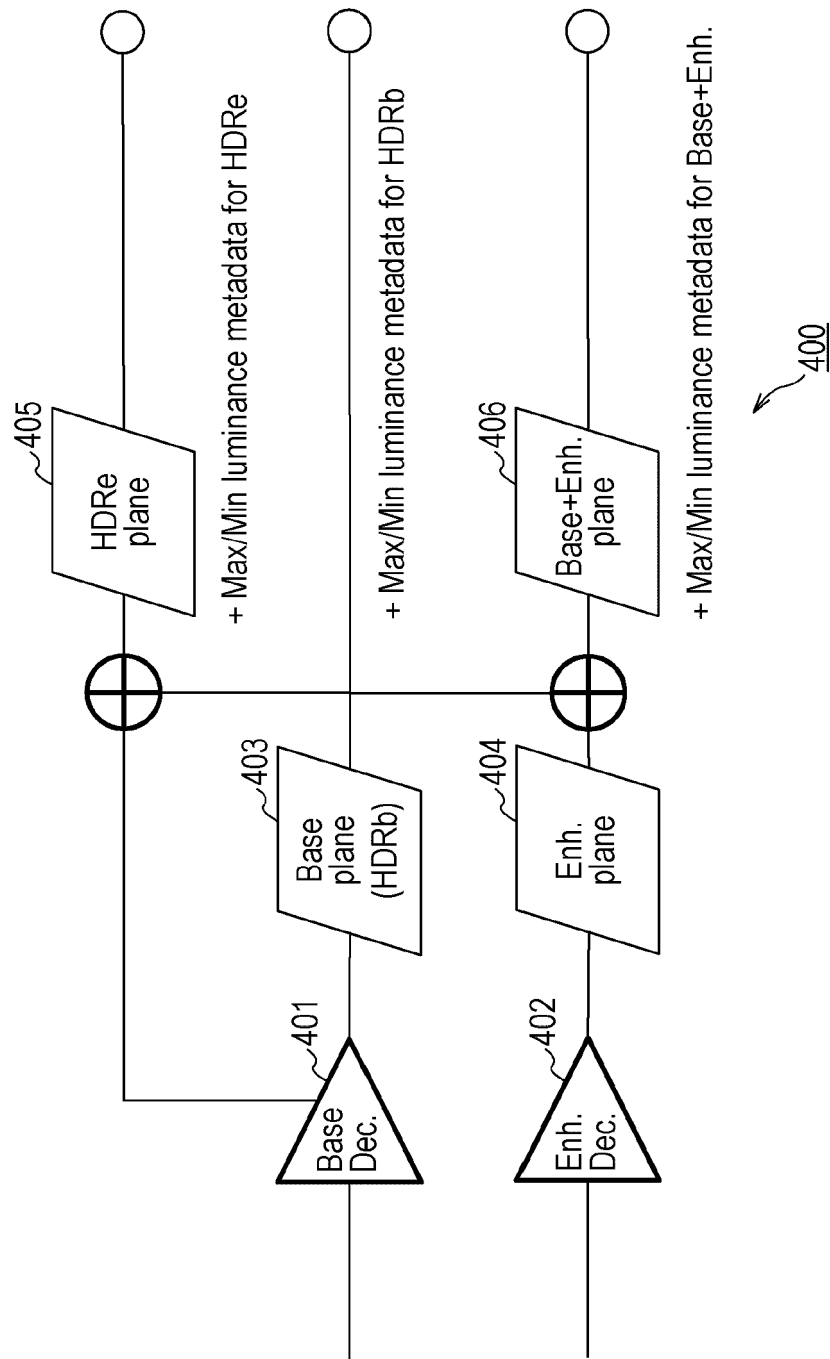 405
HDRe
plane
+ Max/Min luminance metadata for HDRe
401
Base
Dec.
403
Base
plane
(HDRb)
+ Max/Min luminance metadata for HDRb
402
Enh.
Dec.
404
Enh.
plane
406
Base+Enh.
plane
+ Max/Min luminance metadata for Base+Enh.
400